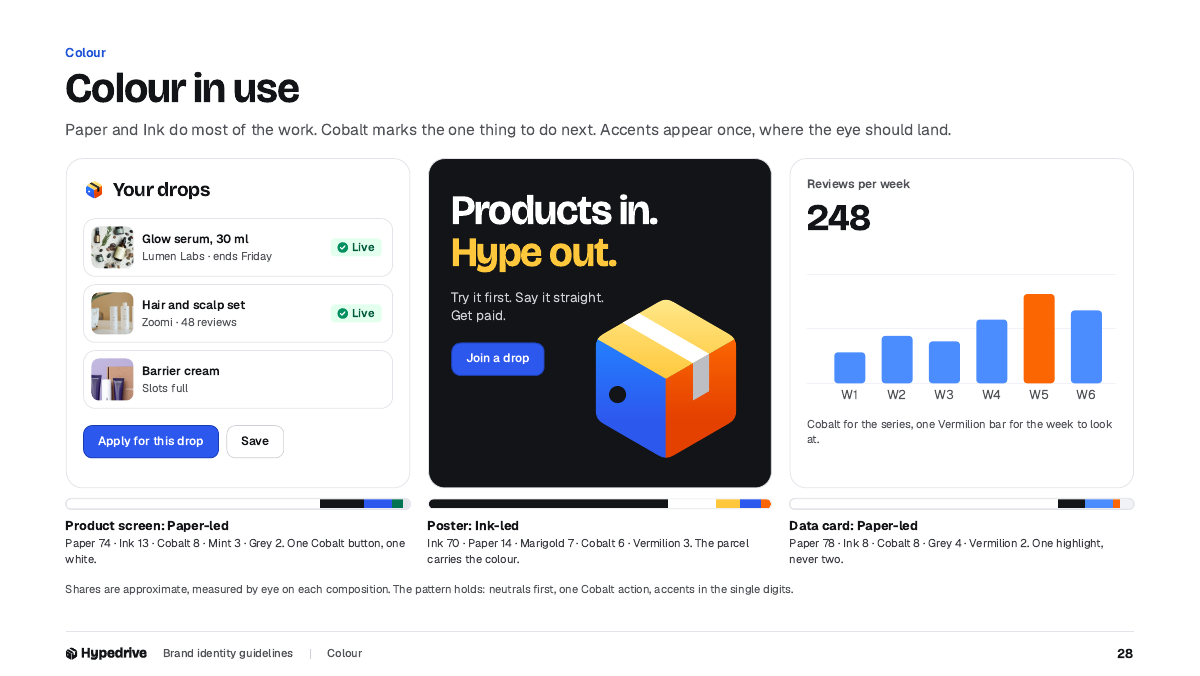 Colour
Colour in use
Paper and Ink do most of the work. Cobalt marks the one thing to do next. Accents appear once, where the eye should land.
Your drops
Glow serum, 30 ml
Lumen Labs · ends Friday
Live
Hair and scalp set
Zoomi · 48 reviews
Live
Barrier cream
Slots full
Apply for this drop
Save
Products in.
Hype out.
Try it first. Say it straight.
Get paid.
Join a drop
Reviews per week
248
W1 W2 W3 W4 W5 W6
Cobalt for the series, one Vermilion bar for the week to look
at.
Product screen: Paper-led
Paper 74 · Ink 13 · Cobalt 8 · Mint 3 · Grey 2. One Cobalt button, one
white.
Poster: Ink-led
Ink 70 · Paper 14 · Marigold 7 · Cobalt 6 · Vermilion 3. The parcel
carries the colour.
Data card: Paper-led
Paper 78 · Ink 8 · Cobalt 8 · Grey 4 · Vermilion 2. One highlight,
never two.
Shares are approximate, measured by eye on each composition. The pattern holds: neutrals first, one Cobalt action, accents in the single digits.
Hypedrive Brand identity guidelines | Colour 28